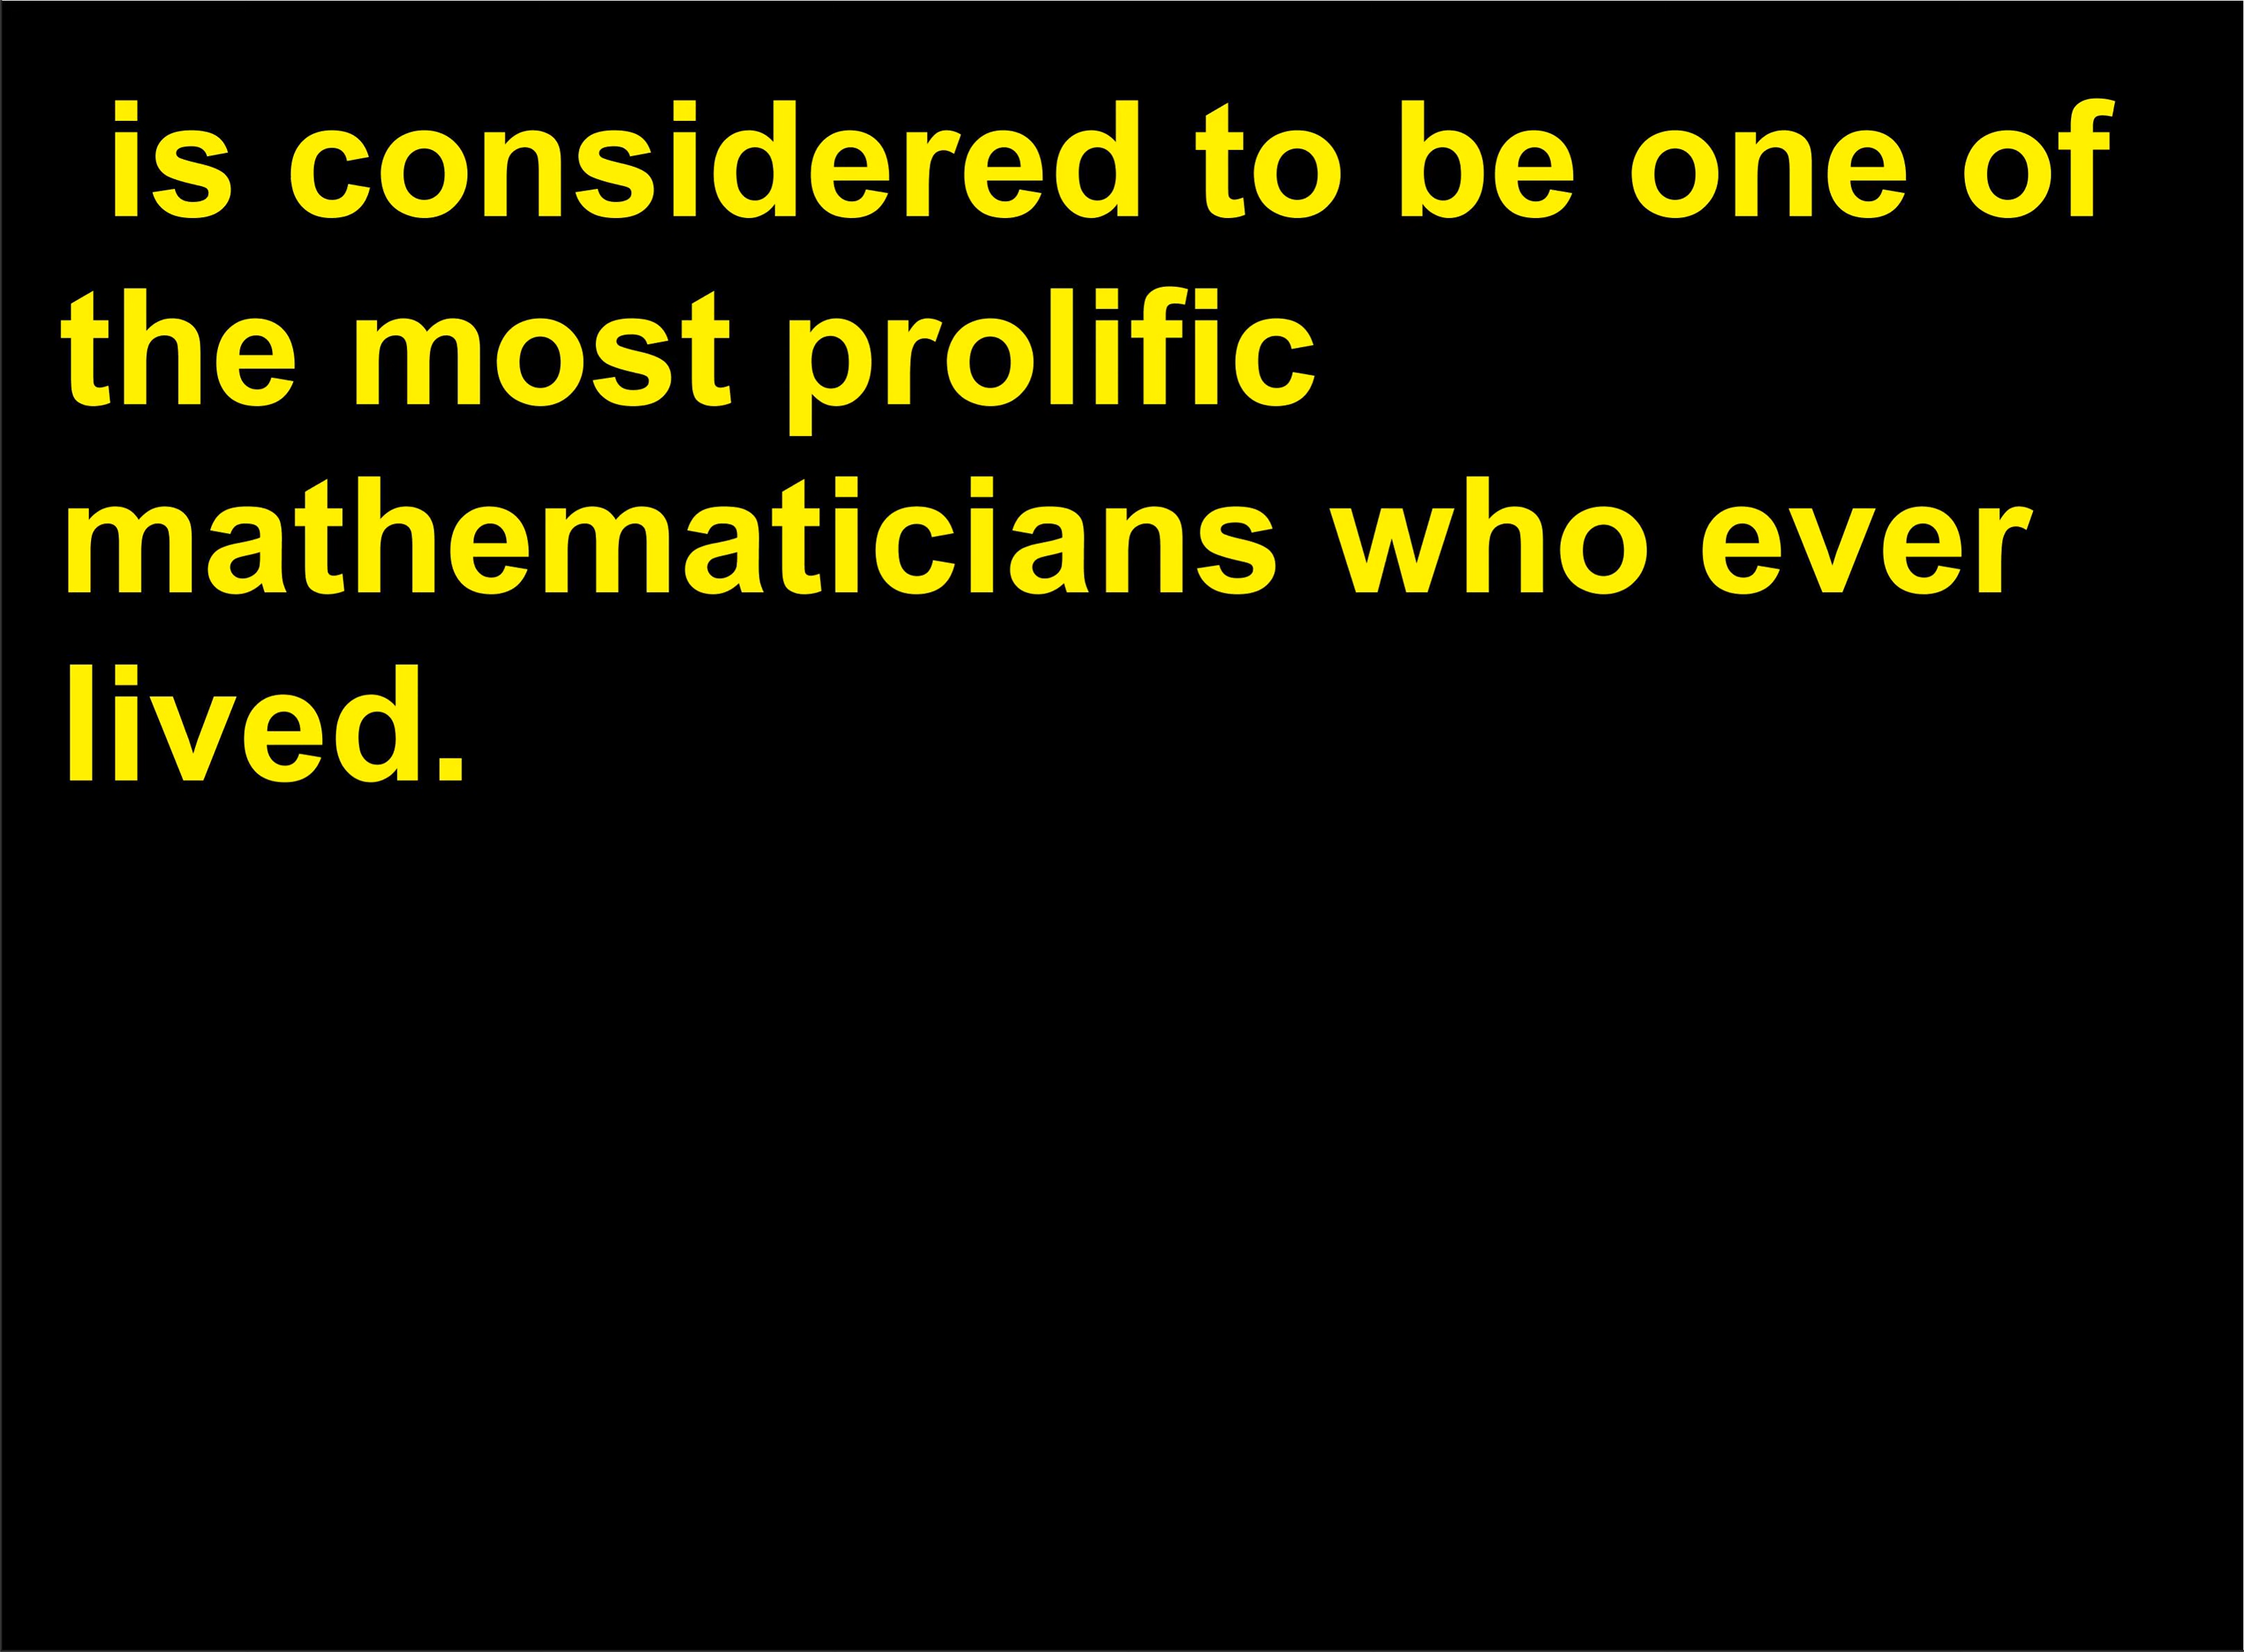 is considered to be one of
the most prolific
mathematicians who ever
lived.